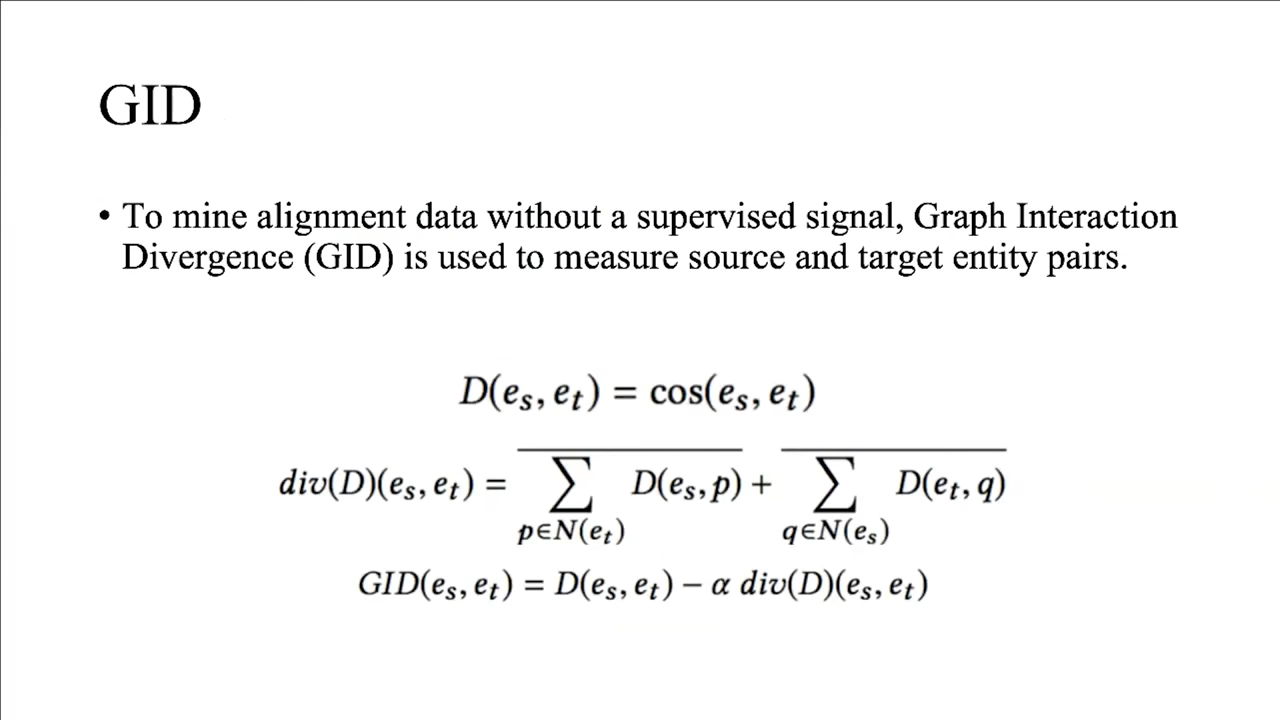 GID
• To mine alignment data without a supervised signal, Graph Interaction
Divergence (GID) is used to measure source and target entity pairs.
D(e_s, e_t) = cos(e_s, e_t)
div(D)(e_s, e_t) = \overline{\sum_{p∈N(e_t)} D(e_s, p)} + \overline{\sum_{q∈N(e_s)} D(e_t, q)}
GID(e_s, e_t) = D(e_s, e_t) − α div(D)(e_s, e_t)